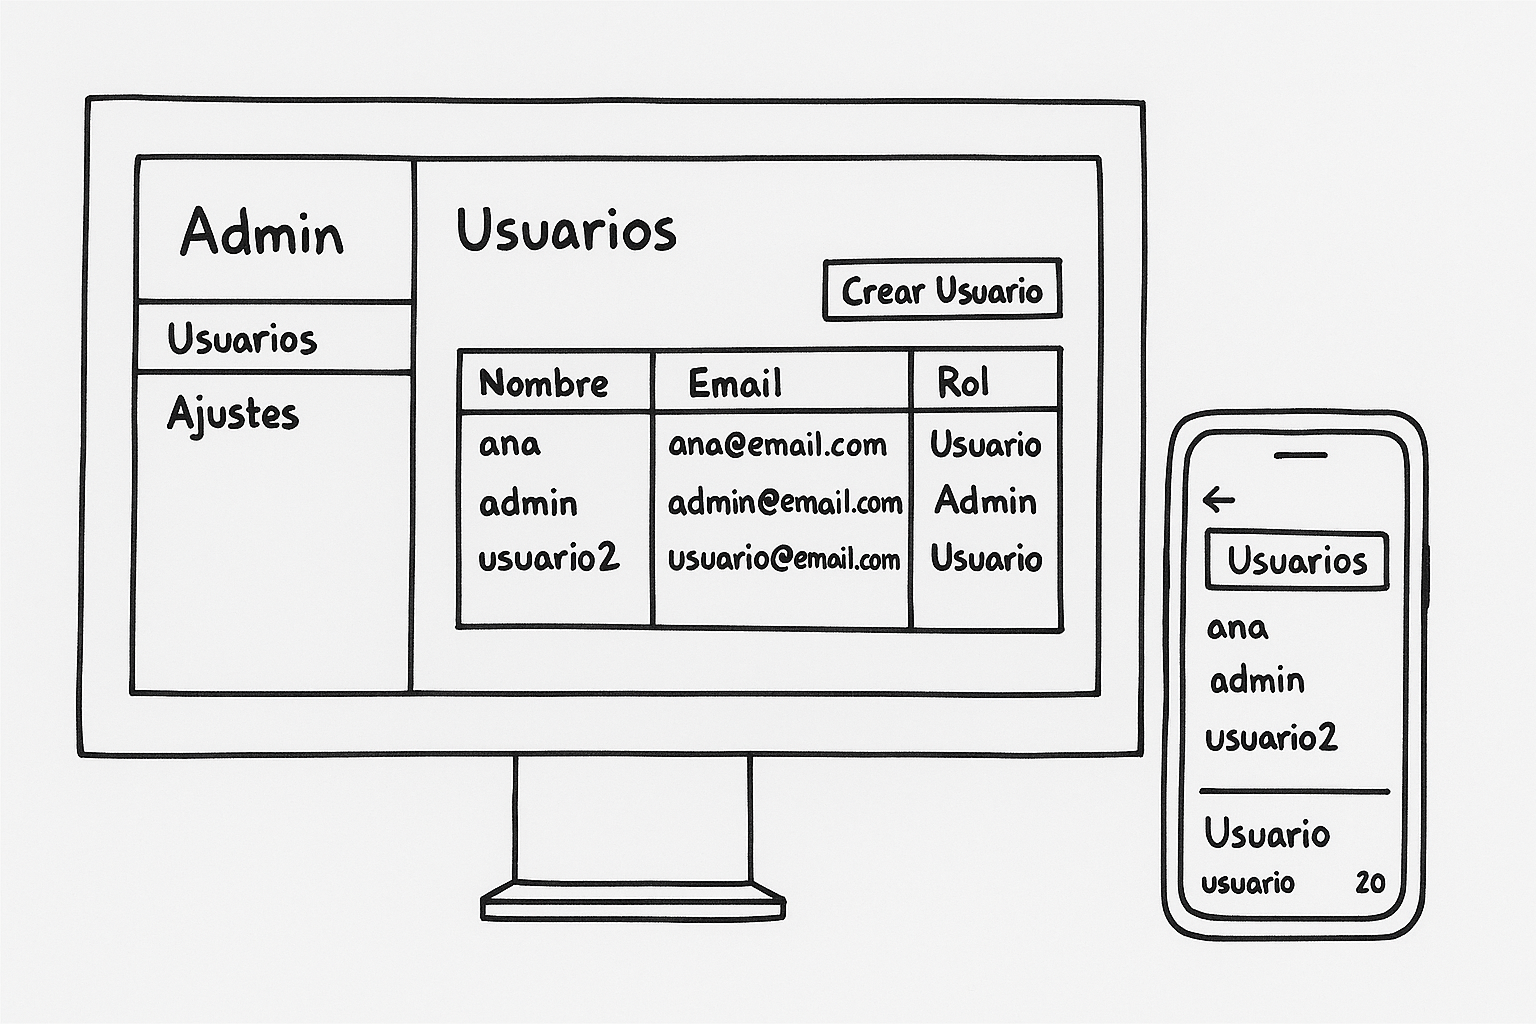 Admin
Usuarios
Ajustes
Usuarios
Crear Usuario
Nombre Email Rol
ana ana@email.com Usuario
admin admin@email.com Admin
usuario2 usuario@email.com Usuario
←
Usuarios
ana
admin
usuario2
Usuario
usuario 20